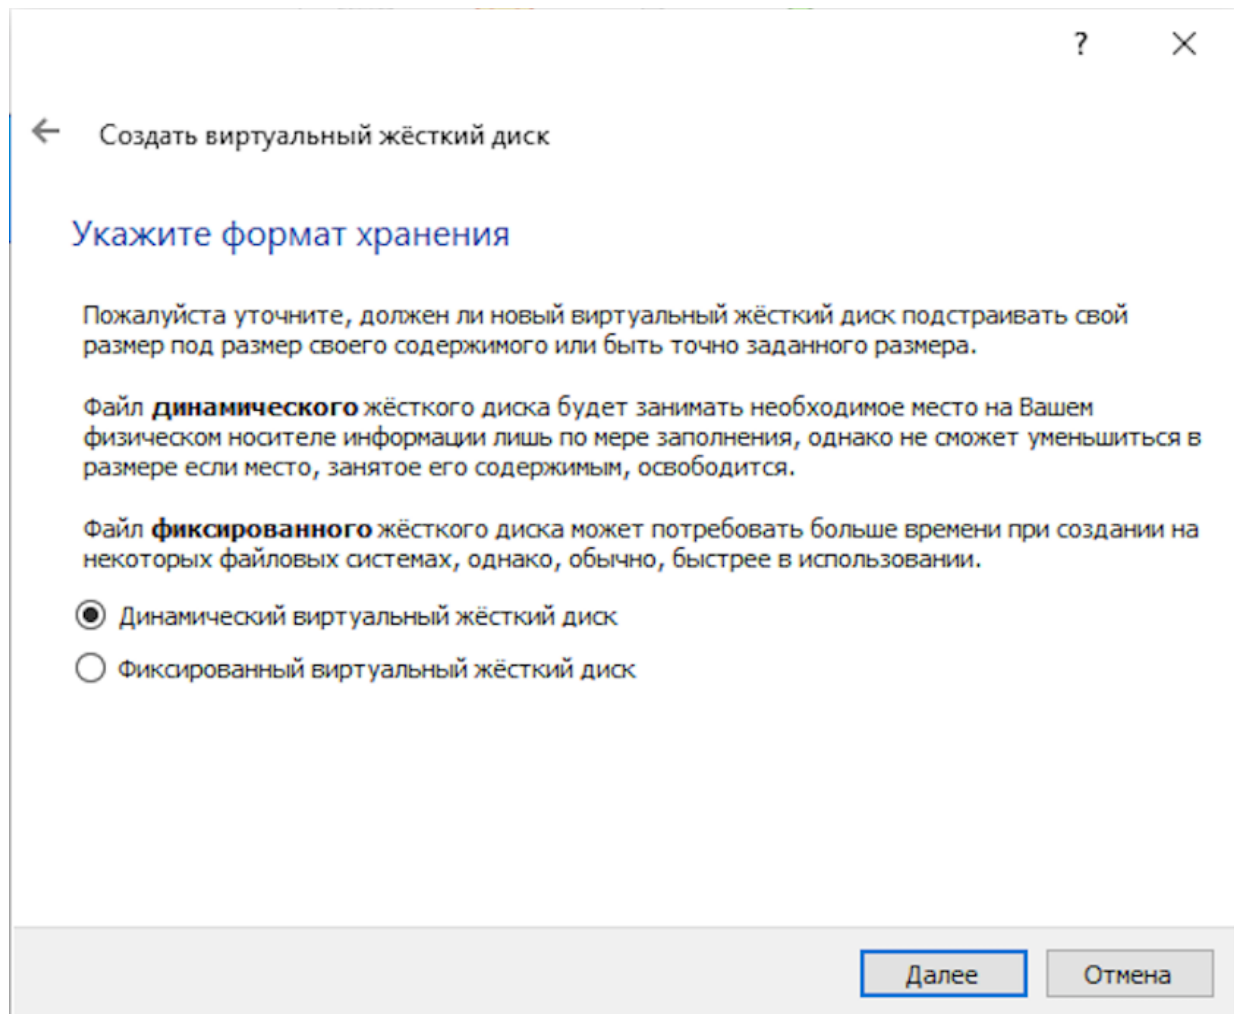 ?
Создать виртуальный жёсткий диск
Укажите формат хранения
Пожалуйста уточните, должен ли новый виртуальный жёсткий диск подстраивать свой
размер под размер своего содержимого или быть точно заданного размера.
Файл динамического жёсткого диска будет занимать необходимое место на Вашем
физическом носителе информации лишь по мере заполнения, однако не сможет уменьшиться в
размере если место, занятое его содержимым, освободится.
Файл фиксированного жёсткого диска может потребовать больше времени при создании на
некоторых файловых системах, однако, обычно, быстрее в использовании.
Динамический виртуальный жёсткий диск
Фиксированный виртуальный жёсткий диск
Далее
Отмена